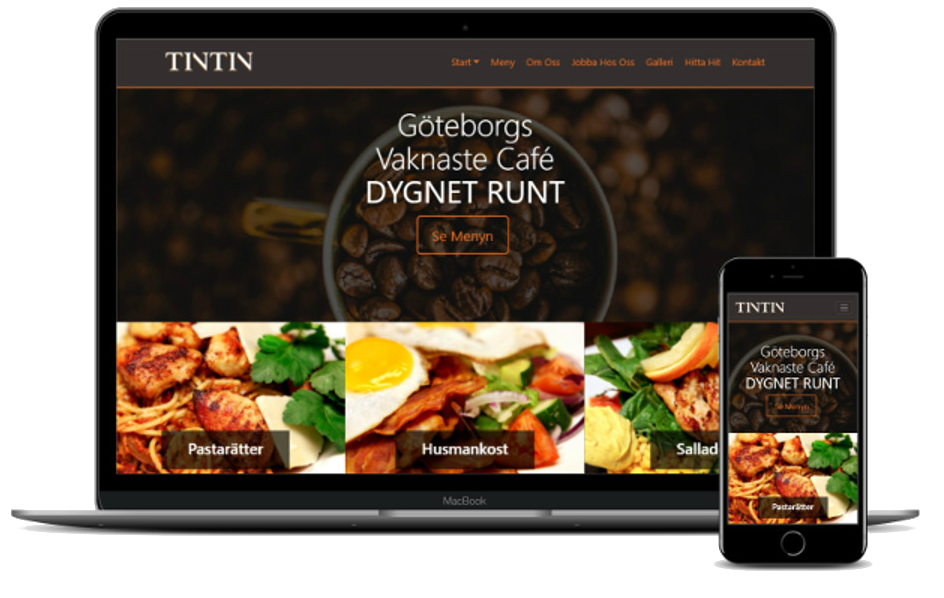 TINTIN
Start Meny Om Oss Jobba Hos Oss Galleri Hitta Hit Kontakt
Göteborgs
Vaknaste Café
DYGNET RUNT
Se Menyn
Pastarätter
Husmankost
Sallad
MacBook
TINTIN
Göteborgs
Vaknaste Café
DYGNET RUNT
Se Menyn
Pastarätter